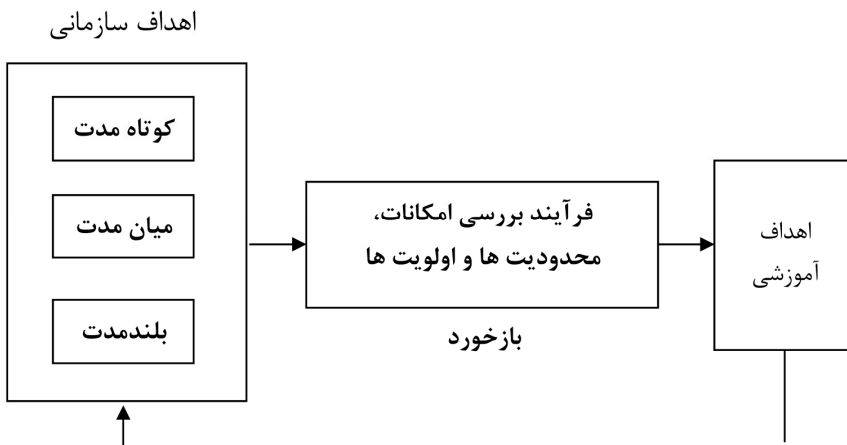 اهداف سازمانی
کوتاه مدت
میان مدت
بلندمدت
فرآیند بررسی امکانات،
محدودیت ها و اولویت ها
بازخورد
اهداف
آموزشی